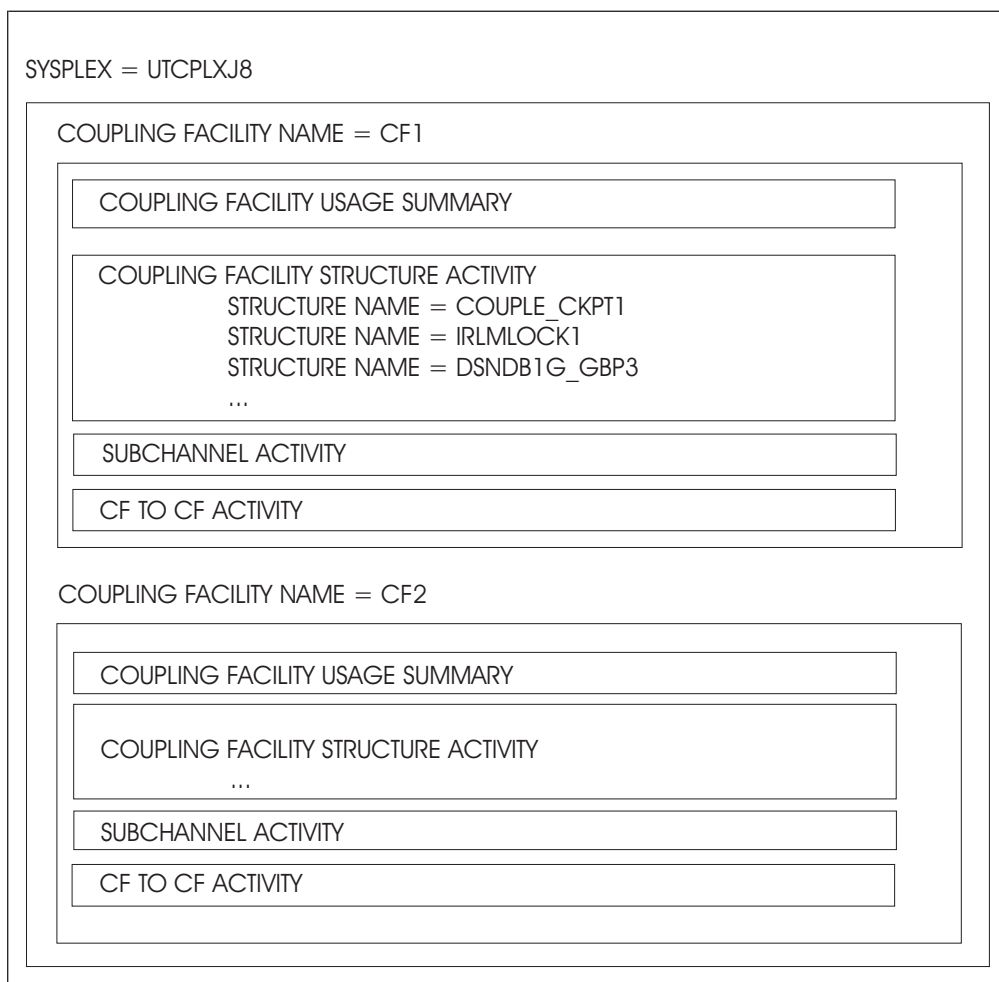 SYSPLEX = UTCPLXJ8
COUPLING FACILITY NAME = CF1
COUPLING FACILITY USAGE SUMMARY
COUPLING FACILITY STRUCTURE ACTIVITY
STRUCTURE NAME = COUPLE_CKPT1
STRUCTURE NAME = IRLMLOCK1
STRUCTURE NAME = DSNDB1G_GBP3
...
SUBCHANNEL ACTIVITY
CF TO CF ACTIVITY
COUPLING FACILITY NAME = CF2
COUPLING FACILITY USAGE SUMMARY
COUPLING FACILITY STRUCTURE ACTIVITY
...
SUBCHANNEL ACTIVITY
CF TO CF ACTIVITY